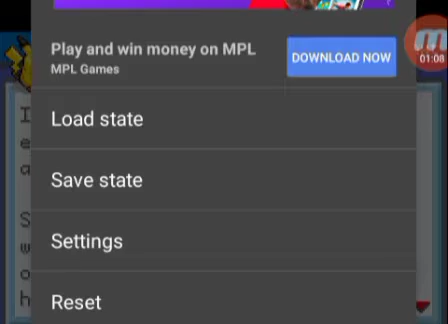 Play and win money on MPL
MPL Games
DOWNLOAD NOW
01:08
Load state
Save state
Settings
Reset